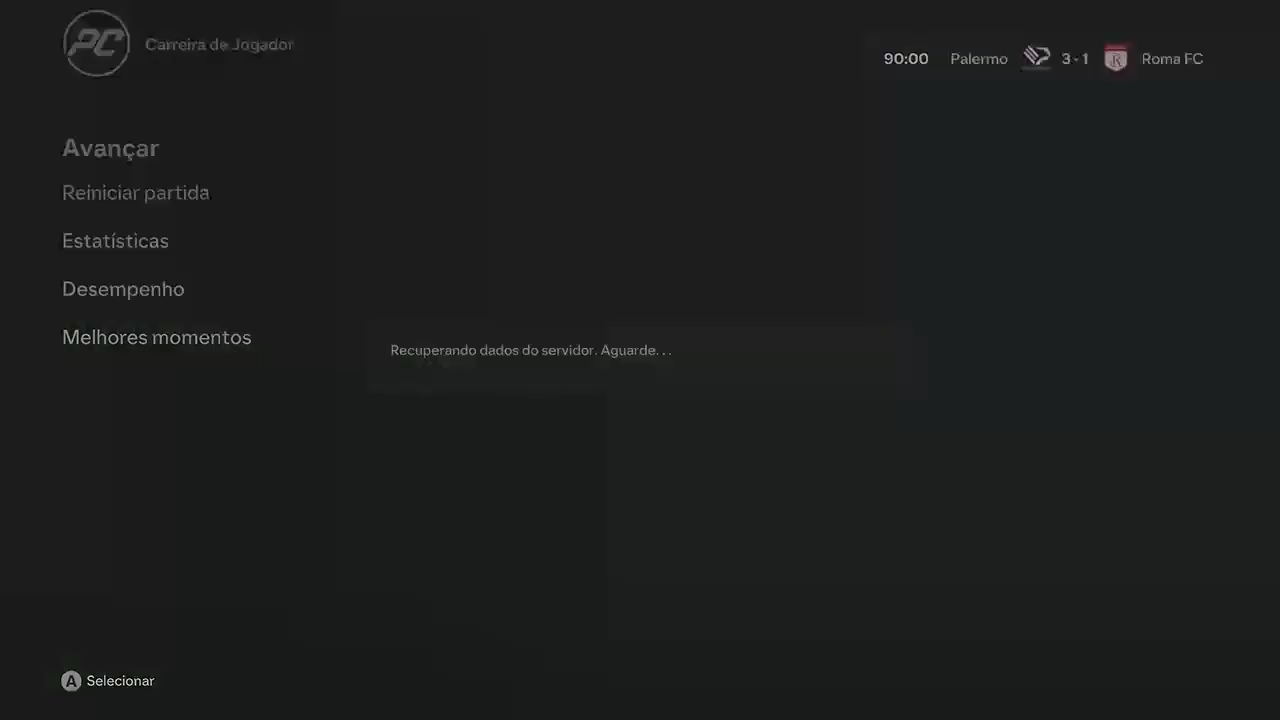 PC Carreira de Jogador
90:00 Palermo 3 - 1 Roma FC
Avançar
Reiniciar partida
Estatísticas
Desempenho
Melhores momentos
Recuperando dados do servidor. Aguarde...
A Selecionar